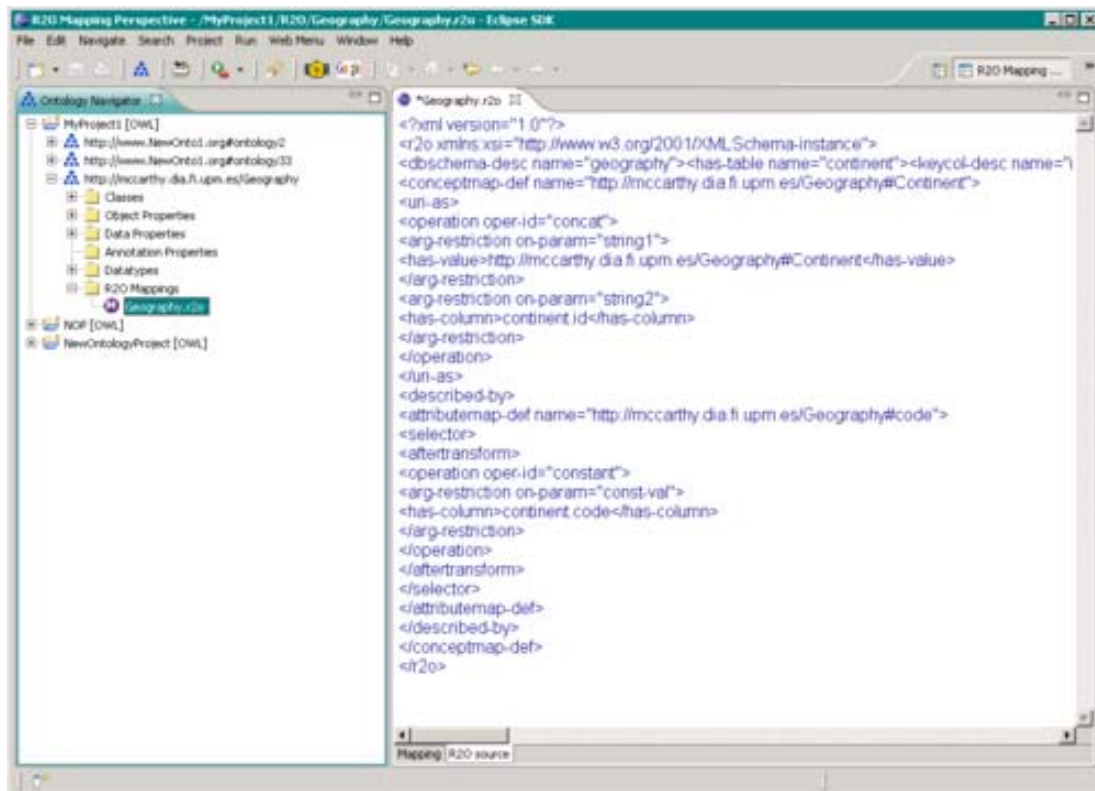 R2O Mapping Perspective - /MyProject1/R2O/Geography/Geography.r2o - Eclipse SDK
File Edit Navigate Search Project Run Web Menu Window Help
R2O Mapping ...
Ontology Navigator
MyProject1 [OWL]
http://www.NewOnto1.org#ontology2
http://www.NewOnto1.org#ontology33
http://mccarthy.dia.fi.upm.es/Geography
Classes
Object Properties
Data Properties
Annotation Properties
Datatypes
R2O Mappings
Geography.r2o
NOP [OWL]
NewOntologyProject [OWL]
*Geography.r2o
<?xml version="1.0"?>
<r2o xmlns:xsi="http://www.w3.org/2001/XMLSchema-instance">
<dbschema-desc name="geography"><has-table name="continent"><keycol-desc name="i
<conceptmap-def name="http://mccarthy.dia.fi.upm.es/Geography#Continent">
<uri-as>
<operation oper-id="concat">
<arg-restriction on-param="string1">
<has-value>http://mccarthy.dia.fi.upm.es/Geography#Continent</has-value>
</arg-restriction>
<arg-restriction on-param="string2">
<has-column>continent.id</has-column>
</arg-restriction>
</operation>
</uri-as>
<described-by>
<attributemap-def name="http://mccarthy.dia.fi.upm.es/Geography#code">
<selector>
<aftertransform>
<operation oper-id="constant">
<arg-restriction on-param="const-val">
<has-column>continent.code</has-column>
</arg-restriction>
</operation>
</aftertransform>
</selector>
</attributemap-def>
</described-by>
</conceptmap-def>
</r2o>
Mapping R2O source